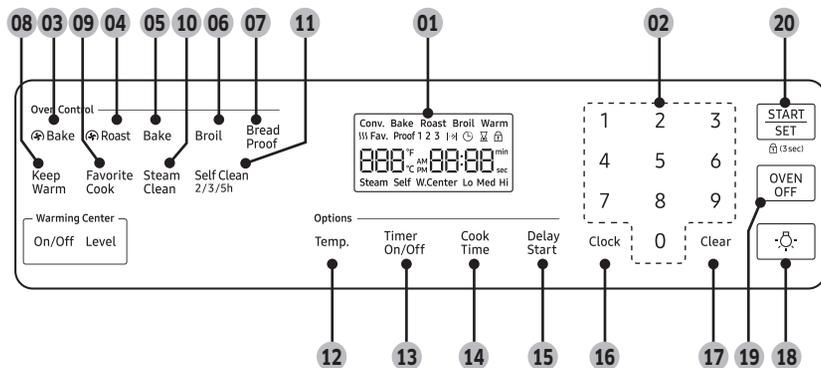 08 03 09 04 05 10 06 07 11 01 02 20
Oven Control
Bake Roast Bake Broil Bread
Proof
Keep
Warm
Favorite
Cook
Steam
Clean
Self Clean
2/3/5h
Warming Center
On/Off Level
Conv. Bake Roast Broil Warm
Fav. Proof 1 2 3
888 °F °C AM PM 88:88 min sec
Steam Self W.Center Lo Med Hi
Options
Temp.
Timer
On/Off
Cook
Time
Delay
Start
1 2 3
4 5 6
7 8 9
Clock 0 Clear
START
SET
(3 sec)
OVEN
OFF
12 13 14 15 16 17 19 18